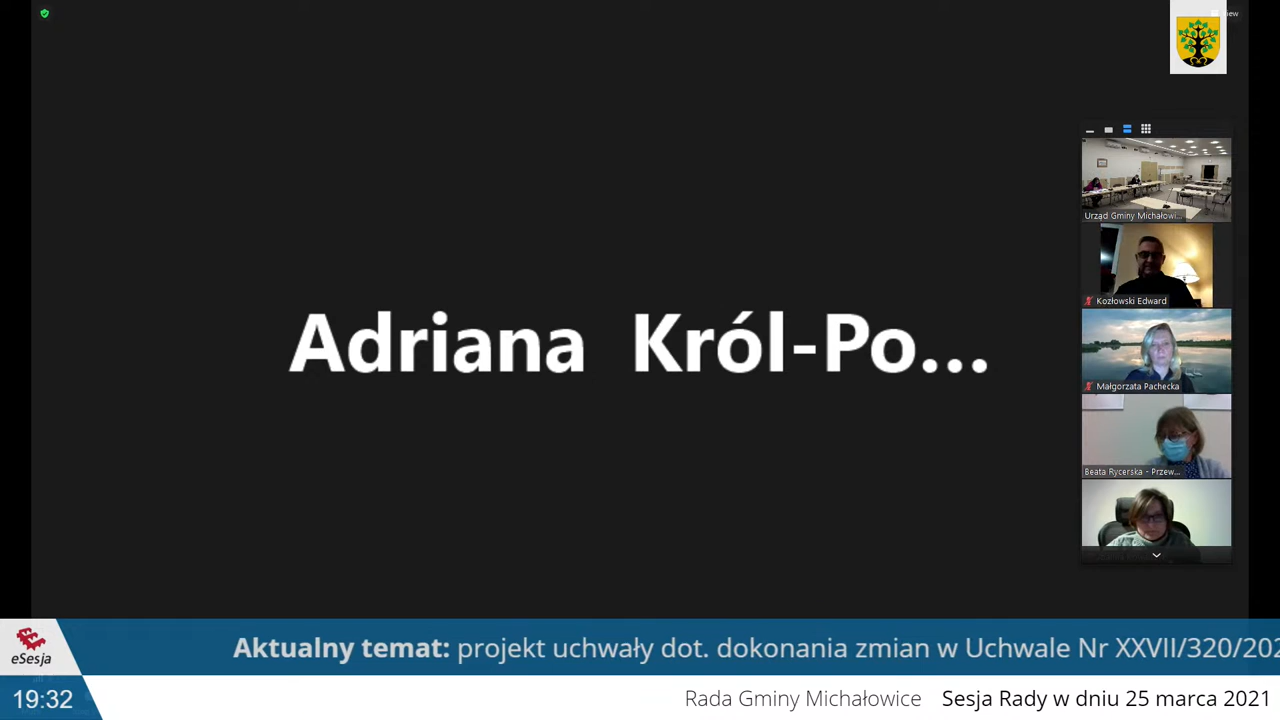 View
Urząd Gminy Michałowi...
Kozłowski Edward
Adriana Król-Po...
Małgorzata Pachecka
Beata Rycerska - Przew...
eSesja
Aktualny temat: projekt uchwały dot. dokonania zmian w Uchwale Nr XXVII/320/202
19:32
Rada Gminy Michałowice Sesja Rady w dniu 25 marca 2021